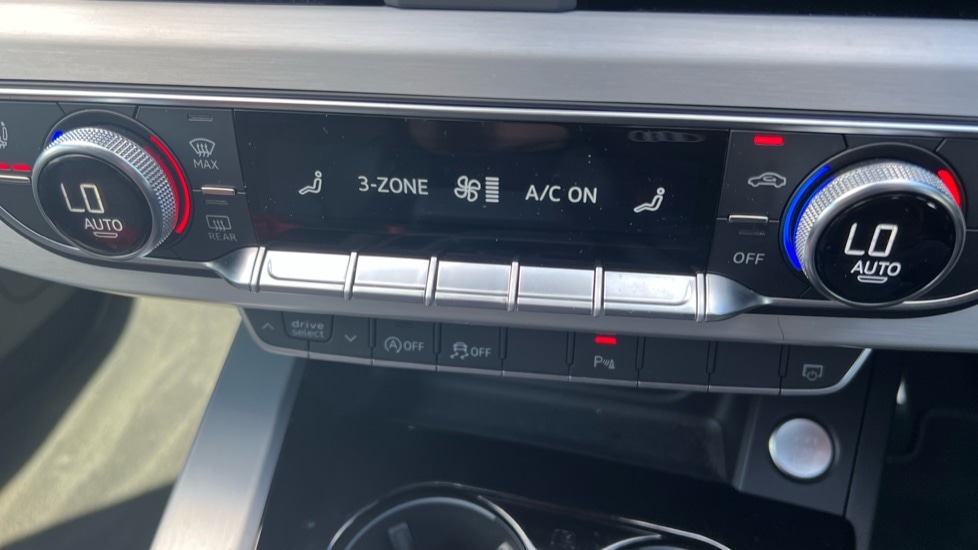 LO
AUTO
MAX
REAR
3-ZONE
A/C ON
OFF
LO
AUTO
drive
select
OFF
OFF
P